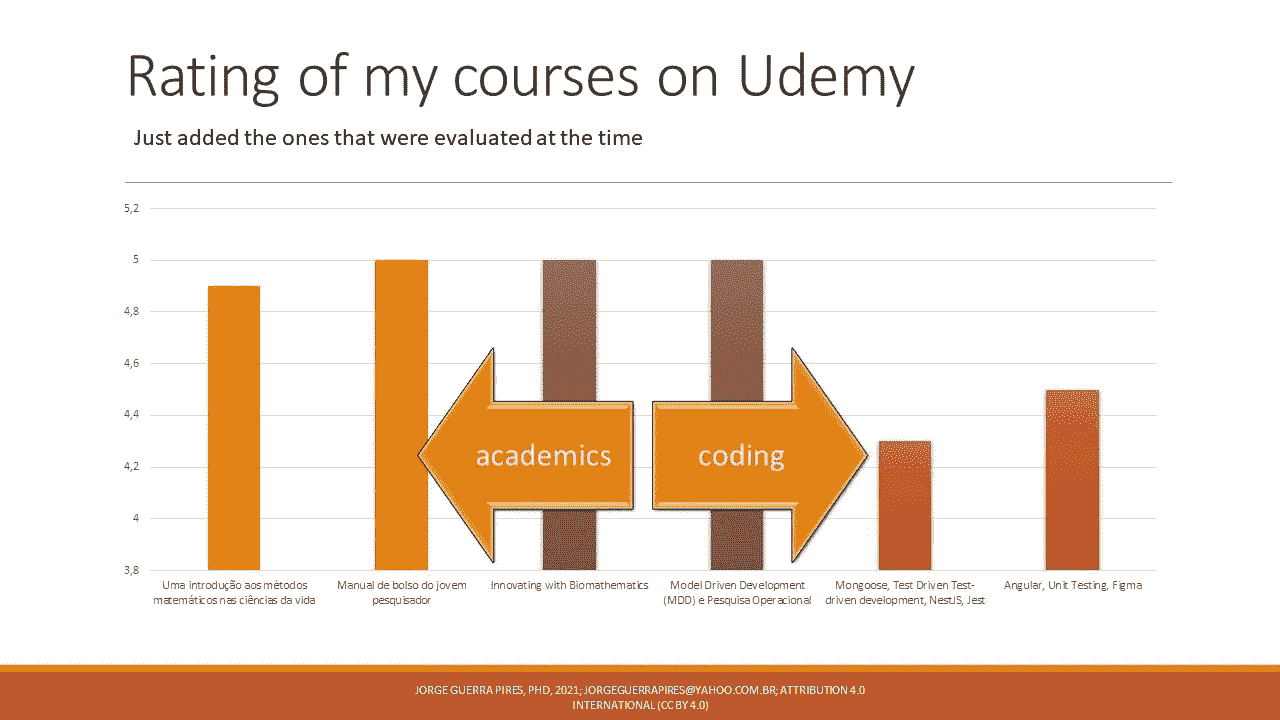 Rating of my courses on Udemy
Just added the ones that were evaluated at the time
5,2
5
4,8
4,6
4,4
4,2
4
3,8
academics
coding
Uma introdução aos métodos
matemáticos nas ciências da vida
Manual de bolso do jovem
pesquisador
Innovating with Biomathematics
Model Driven Development
(MDD) e Pesquisa Operacional
Mongoose, Test Driven Test-
driven development, NestJS, Jest
Angular, Unit Testing, Figma
JORGE GUERRA PIRES, PHD, 2021; JORGEGUERRAPIRES@YAHOO.COM.BR; ATTRIBUTION 4.0
INTERNATIONAL (CC BY 4.0)